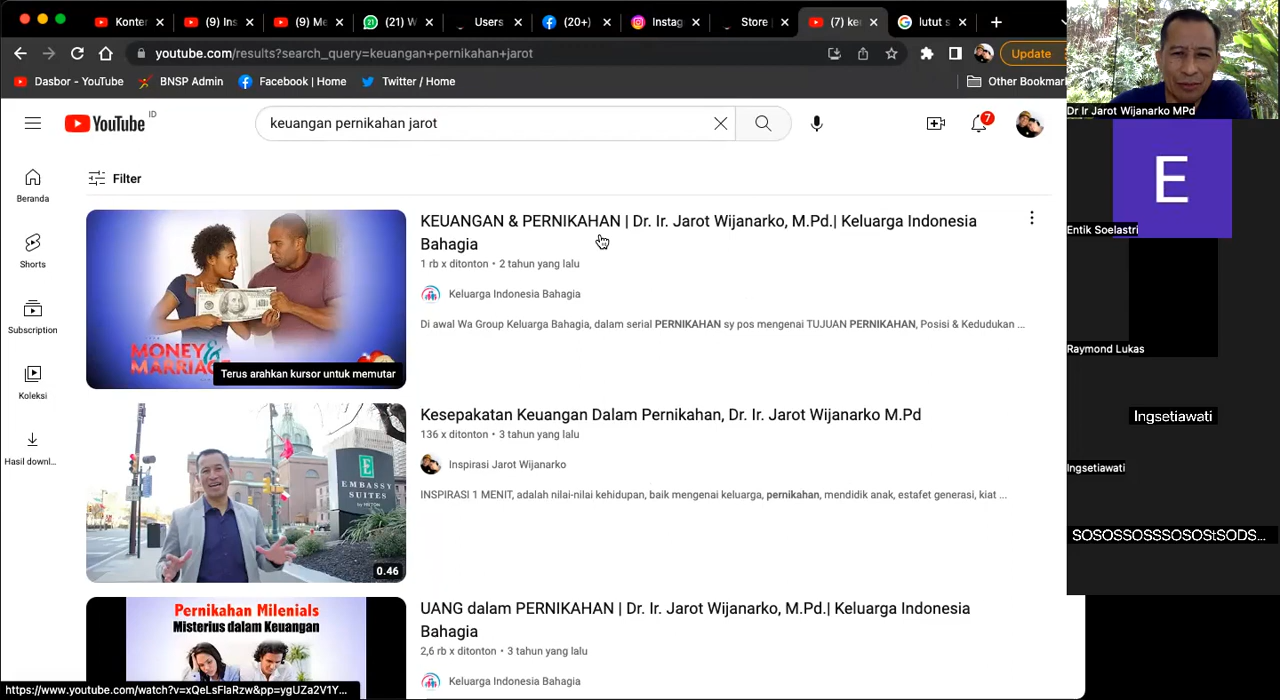 Konter
(9) Ins
(9) Me
(21) W
Users
(20+)
Instag
Store
(7) keu
lutut s
youtube.com/results?search_query=keuangan+pernikahan+jarot
Update
Dasbor - YouTube
BNSP Admin
Facebook | Home
Twitter / Home
Other Bookmar
YouTube ID
keuangan pernikahan jarot
7
Filter
Beranda
Shorts
Subscription
Koleksi
Hasil downl...
MONEY &
MARRIAG
Terus arahkan kursor untuk memutar
KEUANGAN & PERNIKAHAN | Dr. Ir. Jarot Wijanarko, M.Pd.| Keluarga Indonesia
Bahagia
1 rb x ditonton • 2 tahun yang lalu
Keluarga Indonesia Bahagia
Di awal Wa Group Keluarga Bahagia, dalam serial PERNIKAHAN sy pos mengenai TUJUAN PERNIKAHAN, Posisi & Kedudukan ...
E
EMBASSY
SUITES
0.46
Kesepakatan Keuangan Dalam Pernikahan, Dr. Ir. Jarot Wijanarko M.Pd
136 x ditonton • 3 tahun yang lalu
Inspirasi Jarot Wijanarko
INSPIRASI 1 MENIT, adalah nilai-nilai kehidupan, baik mengenai keluarga, pernikahan, mendidik anak, estafet generasi, kiat ...
Pernikahan Milenials
Misterius dalam Keuangan
UANG dalam PERNIKAHAN | Dr. Ir. Jarot Wijanarko, M.Pd.| Keluarga Indonesia
Bahagia
2,6 rb x ditonton • 3 tahun yang lalu
Keluarga Indonesia Bahagia
https://www.youtube.com/watch?v=xQeLsFlaRzw&pp=ygUZa2V1Y...
Dr Ir Jarot Wijanarko MPd
E
Entik Soelastri
Raymond Lukas
Ingsetiawati
Ingsetiawati
SOSOSSOSSSOSOStSODS...